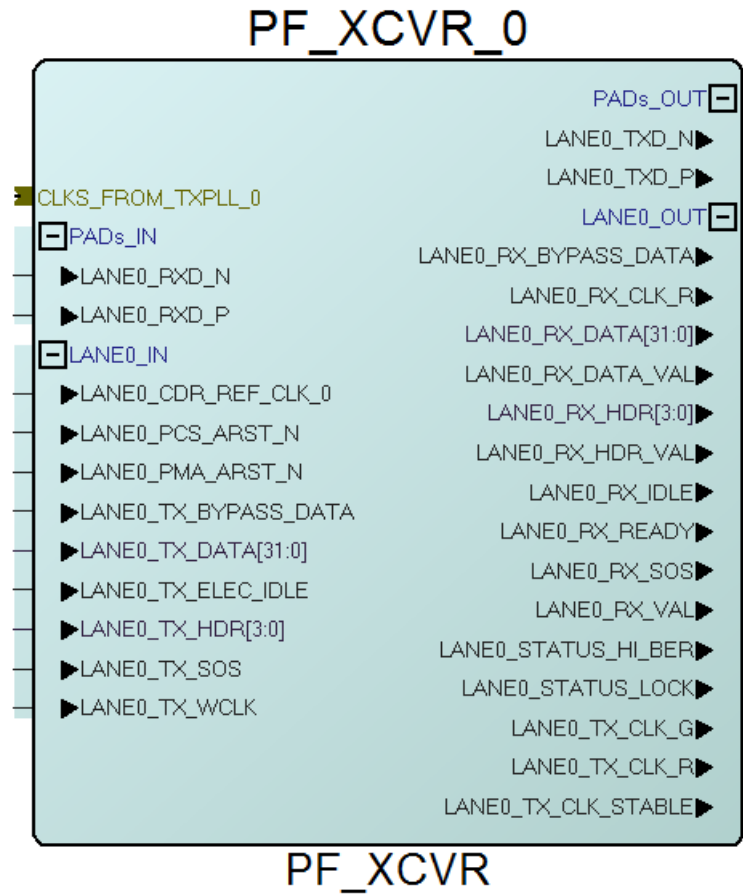 PF_XCVR_0
CLKS_FROM_TXPLL_0
PADs_IN
LANE0_RXD_N
LANE0_RXD_P
LANE0_IN
LANE0_CDR_REF_CLK_0
LANE0_PCS_ARST_N
LANE0_PMA_ARST_N
LANE0_TX_BYPASS_DATA
LANE0_TX_DATA[31:0]
LANE0_TX_ELEC_IDLE
LANE0_TX_HDR[3:0]
LANE0_TX_SOS
LANE0_TX_WCLK
PADs_OUT
LANE0_TXD_N
LANE0_TXD_P
LANE0_OUT
LANE0_RX_BYPASS_DATA
LANE0_RX_CLK_R
LANE0_RX_DATA[31:0]
LANE0_RX_DATA_VAL
LANE0_RX_HDR[3:0]
LANE0_RX_HDR_VAL
LANE0_RX_IDLE
LANE0_RX_READY
LANE0_RX_SOS
LANE0_RX_VAL
LANE0_STATUS_HI_BER
LANE0_STATUS_LOCK
LANE0_TX_CLK_G
LANE0_TX_CLK_R
LANE0_TX_CLK_STABLE
PF_XCVR